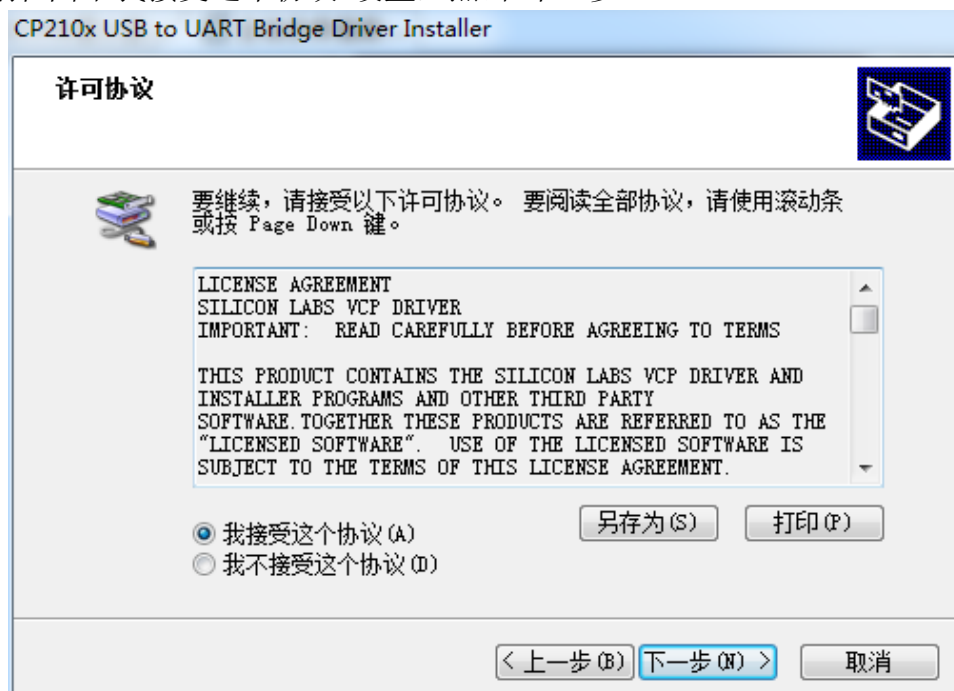 CP210x USB to UART Bridge Driver Installer
许可协议
要继续，请接受以下许可协议。 要阅读全部协议，请使用滚动条
或按 Page Down 键。
LICENSE AGREEMENT
SILICON LABS VCP DRIVER
IMPORTANT:  READ CAREFULLY BEFORE AGREEING TO TERMS
THIS PRODUCT CONTAINS THE SILICON LABS VCP DRIVER AND
INSTALLER PROGRAMS AND OTHER THIRD PARTY
SOFTWARE.TOGETHER THESE PRODUCTS ARE REFERRED TO AS THE
"LICENSED SOFTWARE".  USE OF THE LICENSED SOFTWARE IS
SUBJECT TO THE TERMS OF THIS LICENSE AGREEMENT.
另存为(S) 打印(P)
我接受这个协议(A)
我不接受这个协议(D)
< 上一步(B) 下一步(N) > 取消